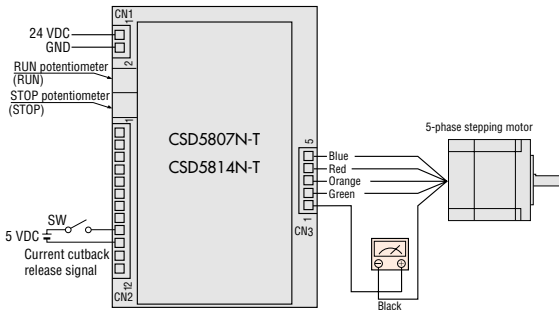 CN1
1
24 VDC
GND
2
RUN potentiometer
(RUN)
STOP potentiometer
(STOP)
1
CSD5807N-T
CSD5814N-T
5-phase stepping motor
5
Blue
Red
Orange
Green
1
CN3
SW
5 VDC
Current cutback
release signal
12
CN2
Black